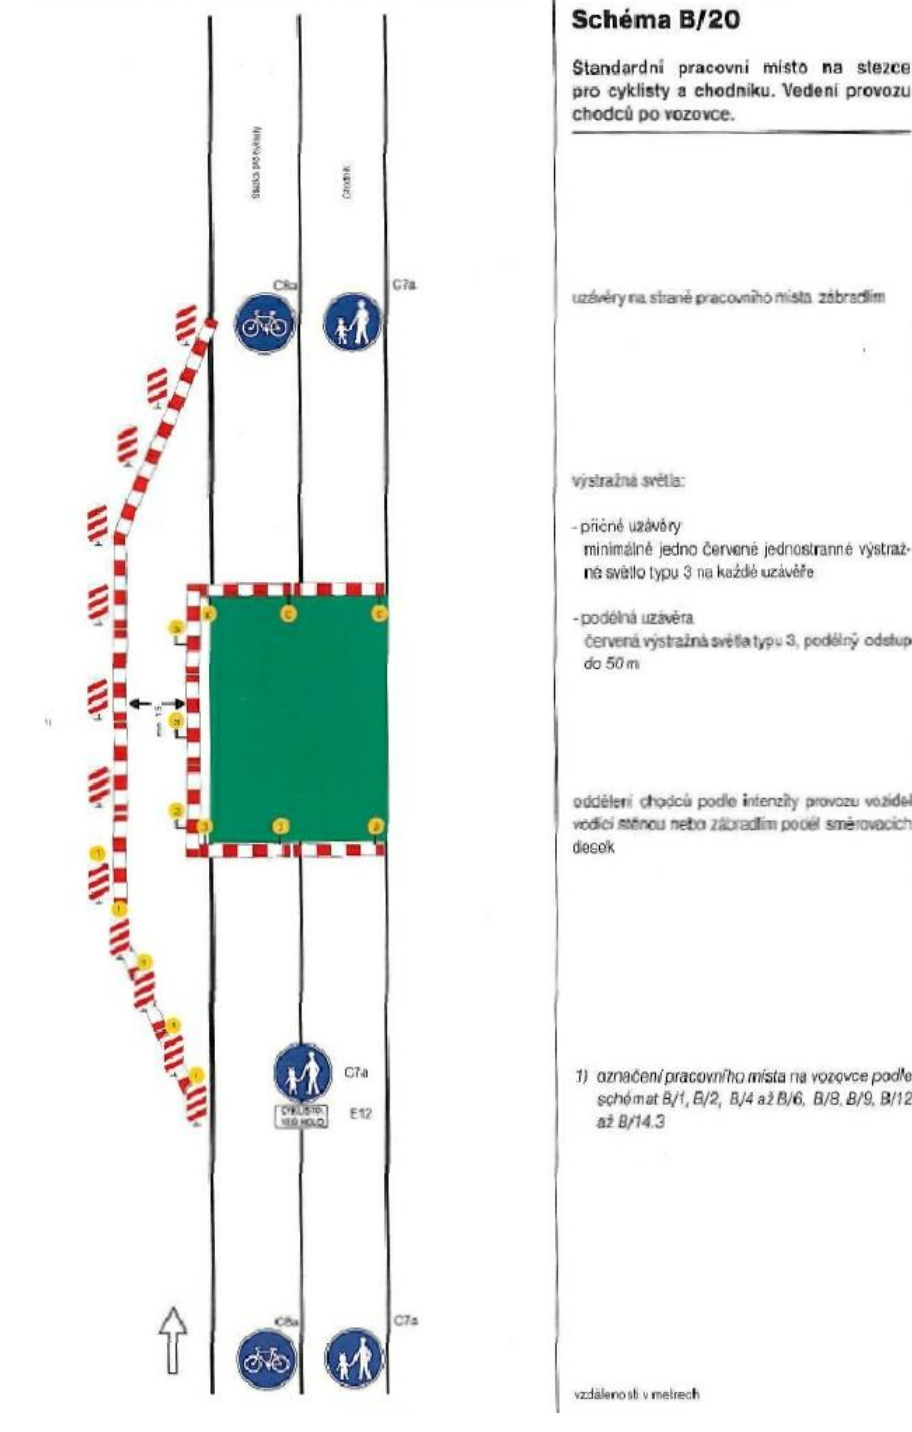 Schéma B/20
Standardní pracovní místo na stezce
pro cyklisty a chodníku. Vedení provozu
chodců po vozovce.
Stezka pro cyklisty
Chodník
C8a
C7a
uzávěry na straně pracovního místa zábradlím
výstražná světla:
- příčné uzávěry
minimálně jedno červené jednostranné výstraž-
né světlo typu 3 na každé uzávěře
- podélná uzávěra
červená výstražná světla typu 3, podélný odstup
do 50 m
min. 1,5
oddělení chodců podle intenzity provozu vozidel
vodicí stěnou nebo zábradlím podél směrovacích
desek
C7a
E12
CYKLISTO,
VEĎ KOLO
1) označení pracovního místa na vozovce podle
schémat B/1, B/2, B/4 až B/6, B/8, B/9, B/12
až B/14.3
C8a
C7a
vzdálenosti v metrech